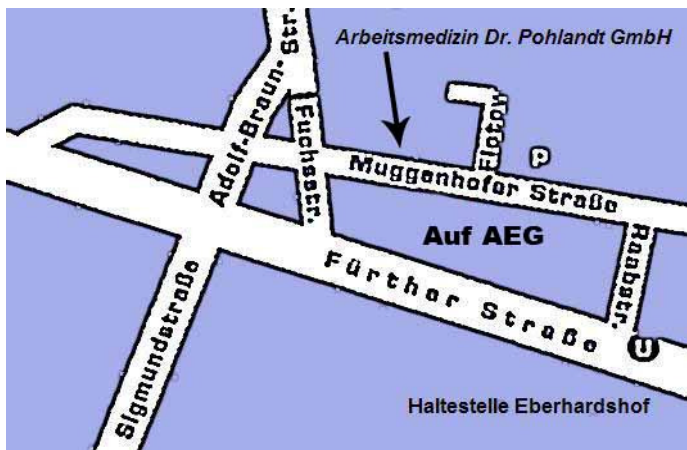 Arbeitsmedizin Dr. Pohlandt GmbH
Adolf-Braun-Str.
Fuchsstr.
Flotow
P
Muggenhofer Straße
Auf AEG
Raabstr.
Fürther Straße
U
Sigmundstraße
Haltestelle Eberhardshof